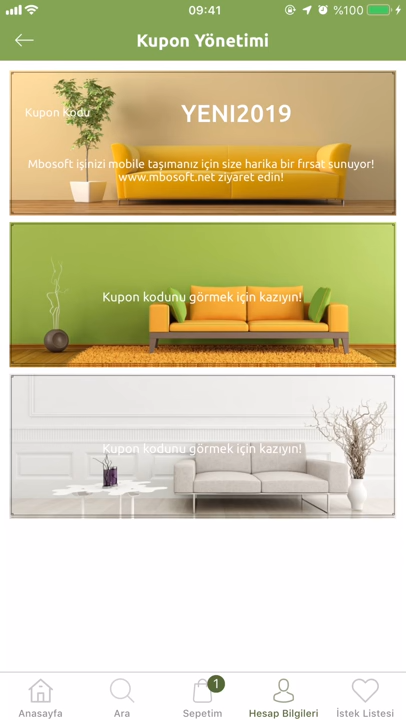 09:41
%100
Kupon Yönetimi
Kupon Kodu
YENI2019
Mbosoft işinizi mobile taşımanız için size harika bir fırsat sunuyor!
www.mbosoft.net ziyaret edin!
Kupon kodunu görmek için kazıyın!
Kupon kodunu görmek için kazıyın!
1
Anasayfa Ara Sepetim Hesap Bilgileri İstek Listesi